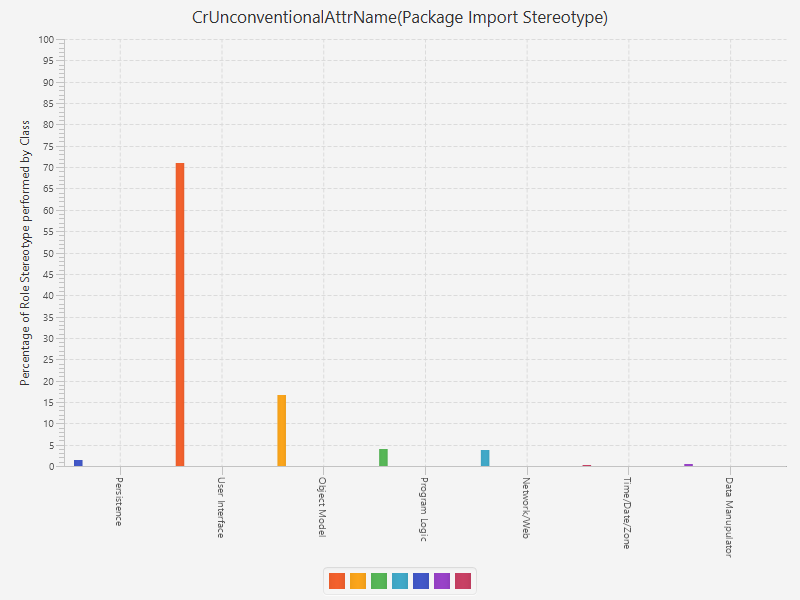 CrUnconventionalAttrName(Package Import Stereotype)
Percentage of Role Stereotype performed by Class
100
95
90
85
80
75
70
65
60
55
50
45
40
35
30
25
20
15
10
5
0
Persistence
User Interface
Object Model
Program Logic
Network/Web
Time/Date/Zone
Data Manupulator